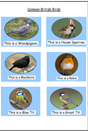 Common British Birds
This is a Woodpigeon
This is a House Sparrow
This is a Blackbird
This is a Robin
This is a Blue Tit
This is a Great Tit